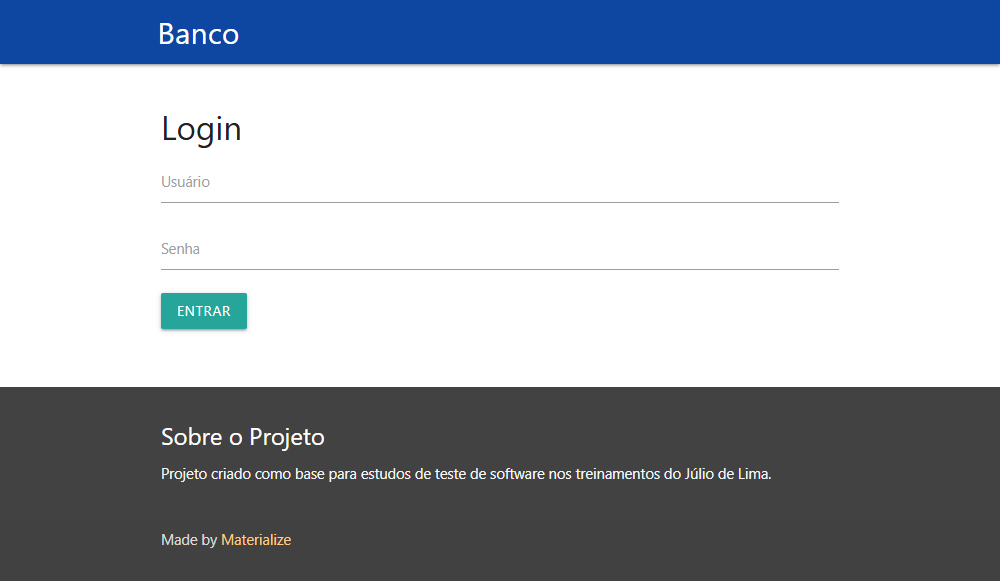 Banco
Login
Usuário
Senha
ENTRAR
Sobre o Projeto
Projeto criado como base para estudos de teste de software nos treinamentos do Júlio de Lima.
Made by Materialize